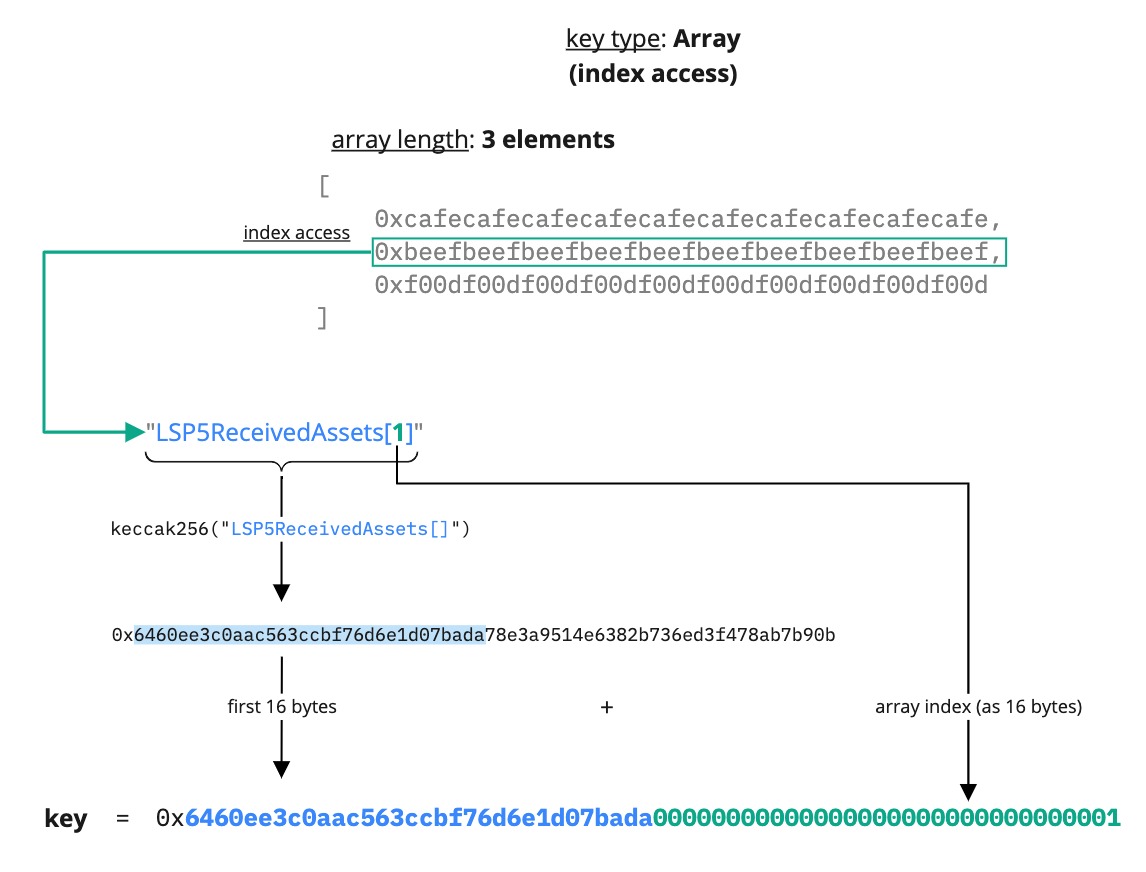 key type: Array
(index access)
array length: 3 elements
[
0xcafecafecafecafecafecafecafecafecafecafe,
index access
0xbeefbeefbeefbeefbeefbeefbeefbeefbeefbeef,
0xf00df00df00df00df00df00df00df00df00df00d
]
"LSP5ReceivedAssets[1]"
keccak256("LSP5ReceivedAssets[]")
0x6460ee3c0aac563ccbf76d6e1d07bada78e3a9514e6382b736ed3f478ab7b90b
first 16 bytes + array index (as 16 bytes)
key = 0x6460ee3c0aac563ccbf76d6e1d07bada00000000000000000000000000000001